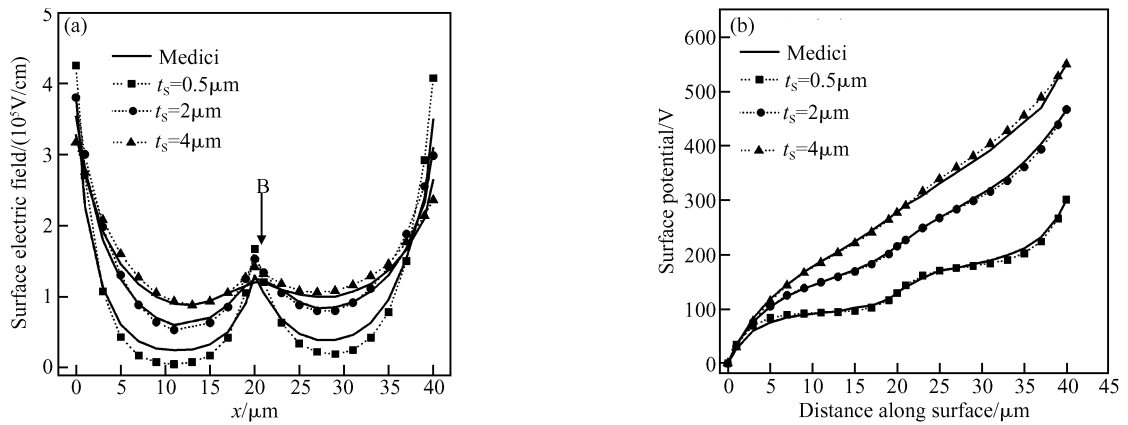 (a)
Medici
tS=0.5μm
tS=2μm
tS=4μm
B
Surface electric field/(10⁵V/cm)
5
4
3
2
1
0
0 5 10 15 20 25 30 35 40
x/μm
(b)
Medici
tS=0.5μm
tS=2μm
tS=4μm
Surface potential/V
600
500
400
300
200
100
0
0 5 10 15 20 25 30 35 40 45
Distance along surface/μm